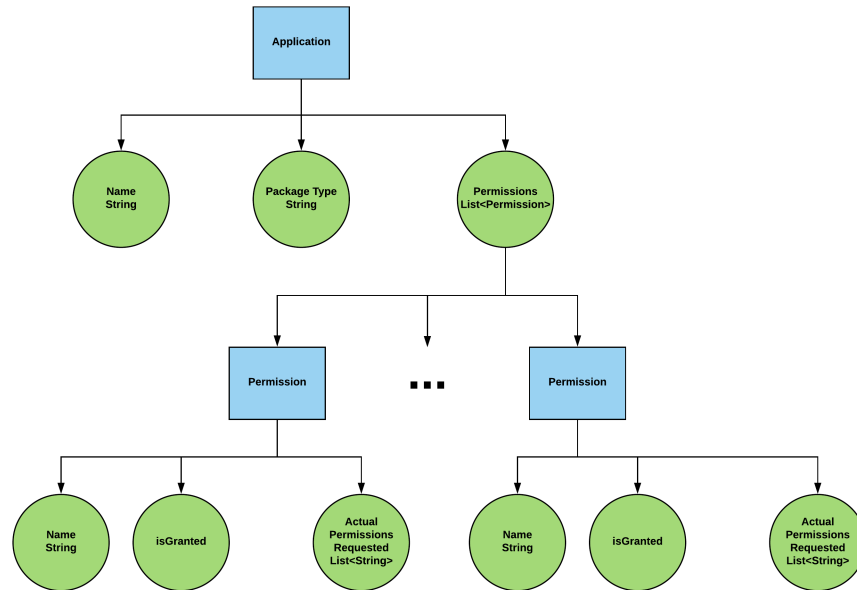 Application
Name
String
Package Type
String
Permissions
List<Permission>
Permission
...
Permission
Name
String
isGranted
Actual
Permissions
Requested
List<String>
Name
String
isGranted
Actual
Permissions
Requested
List<String>